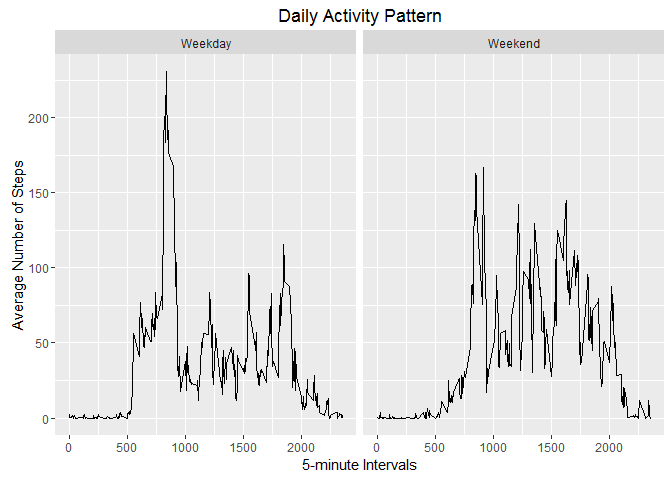 Daily Activity Pattern
Weekday Weekend
Average Number of Steps
200
150
100
50
0
0 500 1000 1500 2000 0 500 1000 1500 2000
5-minute Intervals